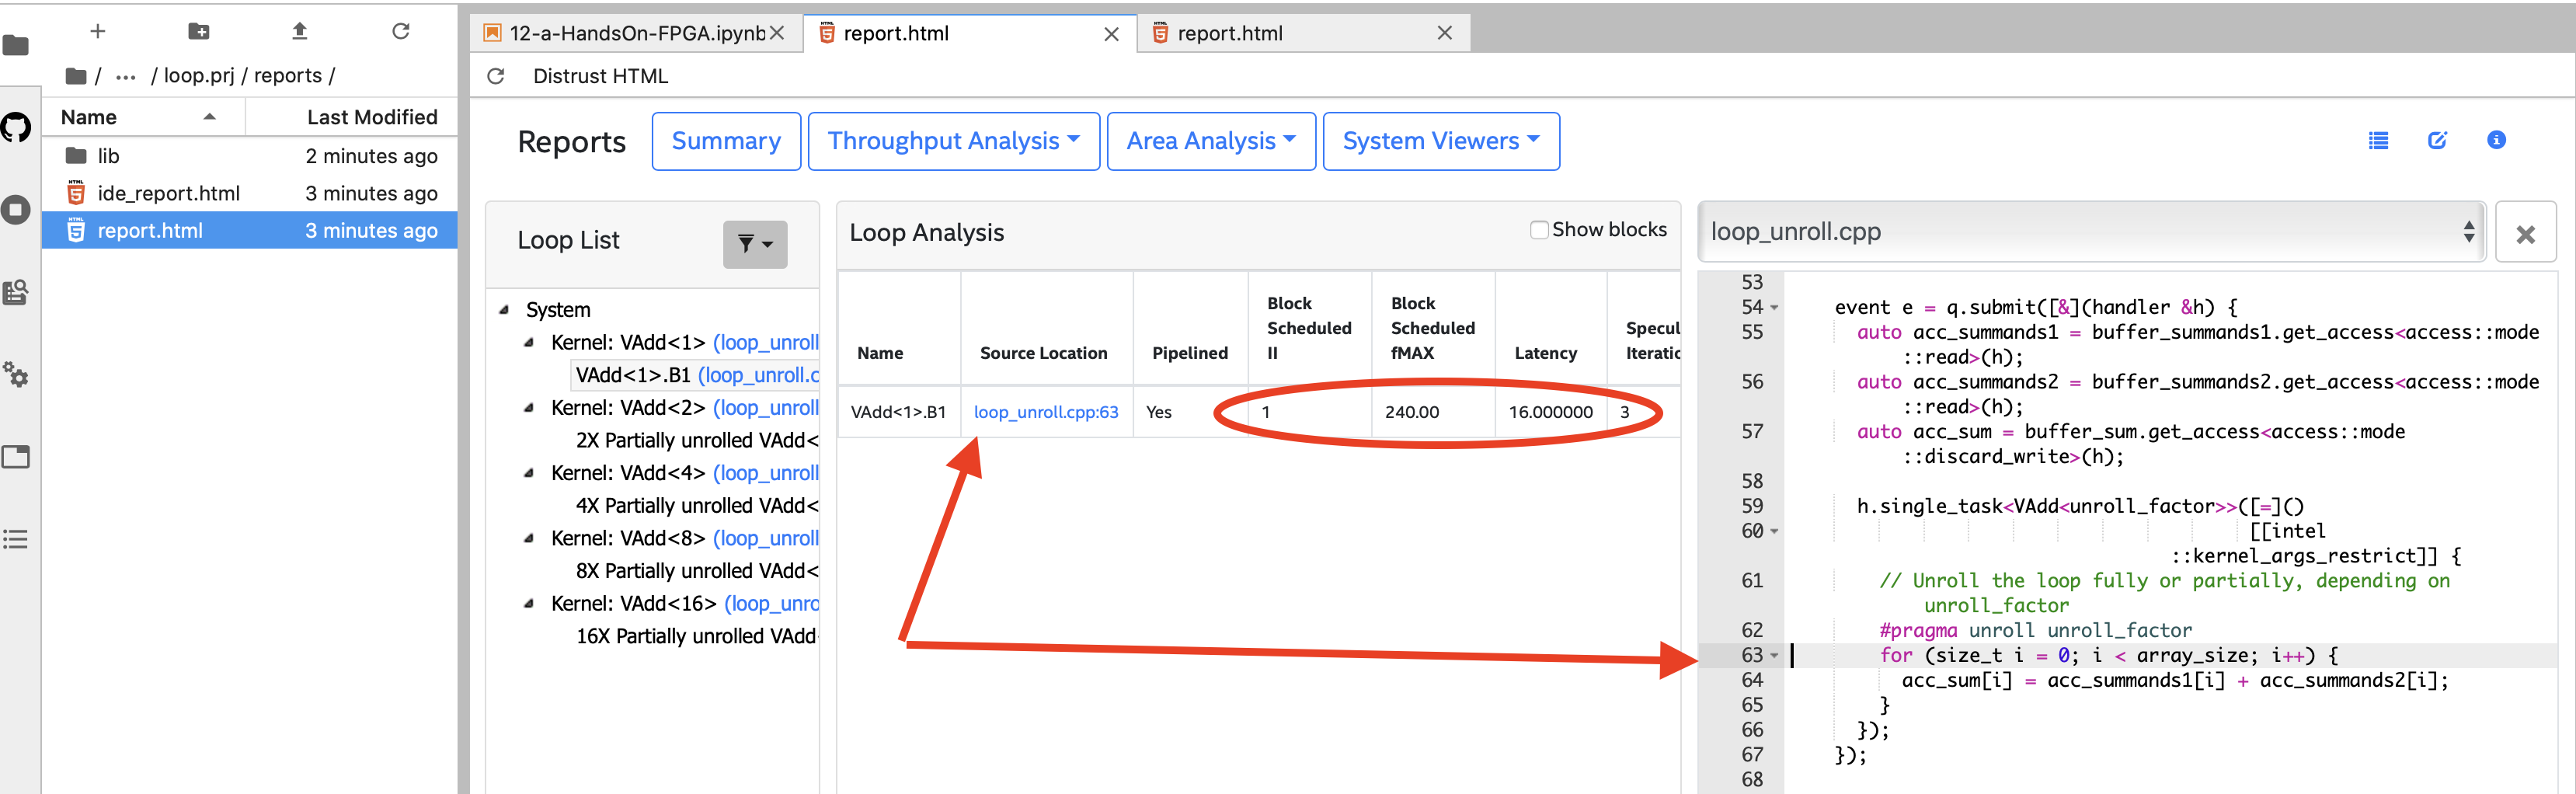 12-a-HandsOn-FPGA.ipynb
report.html
report.html
/ ... / loop.prj / reports /
Distrust HTML
Name
Last Modified
lib
2 minutes ago
ide_report.html
3 minutes ago
report.html
3 minutes ago
Reports
Summary
Throughput Analysis
Area Analysis
System Viewers
Loop List
System
Kernel: VAdd<1> (loop_unroll
VAdd<1>.B1 (loop_unroll.c
Kernel: VAdd<2> (loop_unroll
2X Partially unrolled VAdd<
Kernel: VAdd<4> (loop_unroll
4X Partially unrolled VAdd<
Kernel: VAdd<8> (loop_unroll
8X Partially unrolled VAdd<
Kernel: VAdd<16> (loop_unro
16X Partially unrolled VAdd
Loop Analysis
Show blocks
Name
Source Location
Pipelined
Block
Scheduled
II
Block
Scheduled
fMAX
Latency
Specul
Iteratio
VAdd<1>.B1
loop_unroll.cpp:63
Yes
1
240.00
16.000000
3
loop_unroll.cpp
53
54 event e = q.submit([&](handler &h) {
55 auto acc_summands1 = buffer_summands1.get_access<access::mode
::read>(h);
56 auto acc_summands2 = buffer_summands2.get_access<access::mode
::read>(h);
57 auto acc_sum = buffer_sum.get_access<access::mode
::discard_write>(h);
58
59 h.single_task<VAdd<unroll_factor>>([=]()
60 [[intel
::kernel_args_restrict]] {
61 // Unroll the loop fully or partially, depending on
unroll_factor
62 #pragma unroll unroll_factor
63 for (size_t i = 0; i < array_size; i++) {
64 acc_sum[i] = acc_summands1[i] + acc_summands2[i];
65 }
66 });
67 });
68